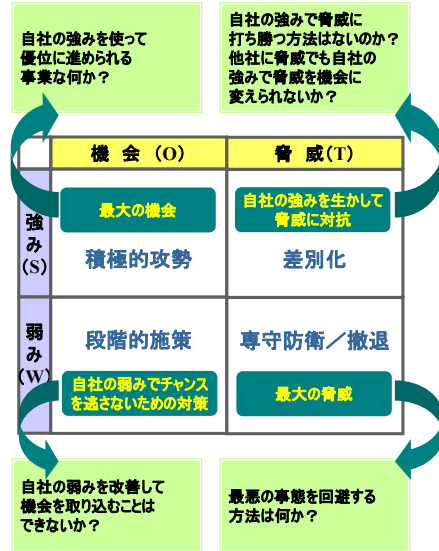 自社の強みを使って
優位に進められる
事業な何か?
自社の強みで脅威に
打ち勝つ方法はないのか?
他社に脅威でも自社の
強みで脅威を機会に
変えられないか?
機 会 (O)
脅 威(T)
強
み
(S)
最大の機会
積極的攻勢
自社の強みを生かして
脅威に対抗
差別化
弱
み
(W)
段階的施策
自社の弱みでチャンス
を逃さないための対策
専守防衛/撤退
最大の脅威
自社の弱みを改善して
機会を取り込むことは
できないか?
最悪の事態を回避する
方法は何か?